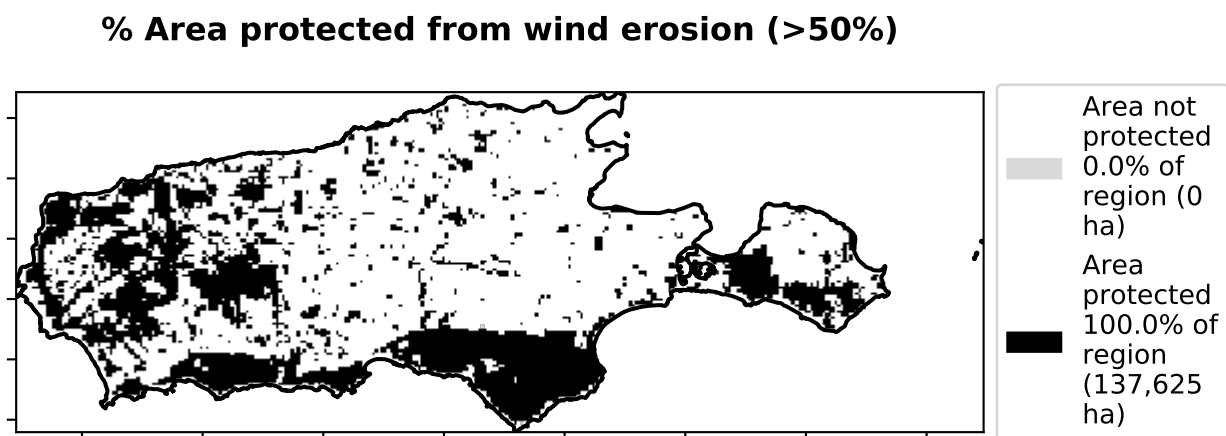 % Area protected from wind erosion (>50%)
Area not
protected
0.0% of
region (0
ha)
Area
protected
100.0% of
region
(137,625
ha)